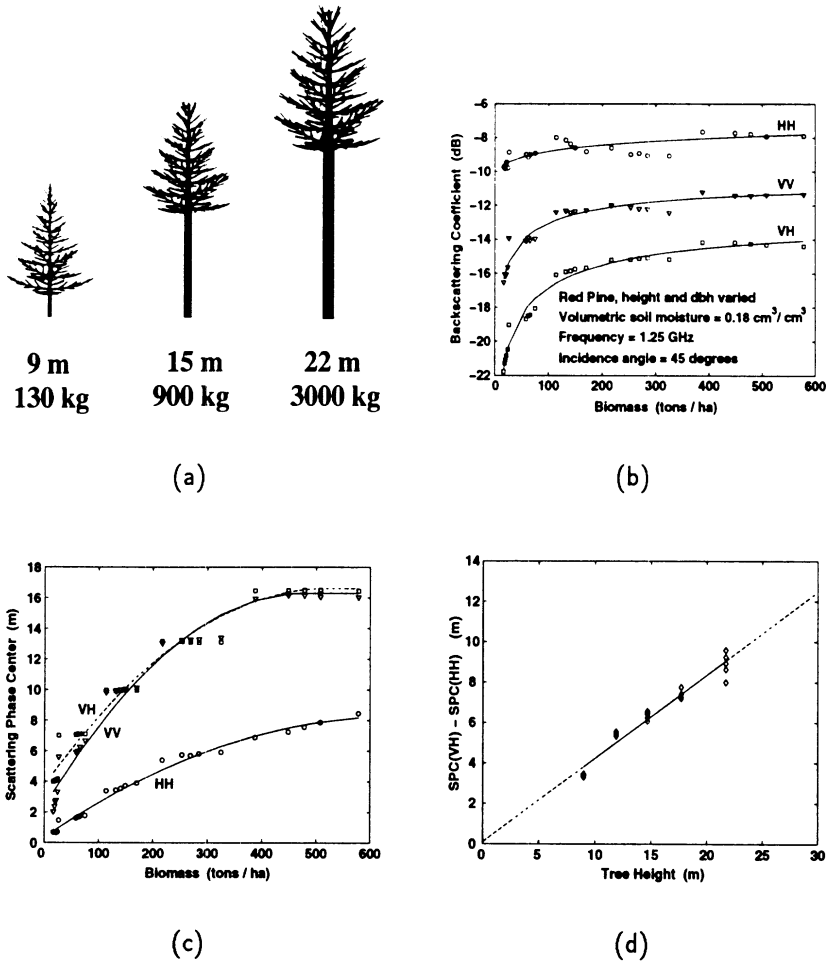 9 m
130 kg
15 m
900 kg
22 m
3000 kg
(a)
Backscattering Coefficient (dB)
−6
−8
−10
−12
−14
−16
−18
−20
−22
HH
VV
VH
Red Pine, height and dbh varied
Volumetric soil moisture = 0.18 cm³/ cm³
Frequency = 1.25 GHz
Incidence angle = 45 degrees
0 100 200 300 400 500 600
Biomass (tons / ha)
(b)
Scattering Phase Center (m)
18
16
14
12
10
8
6
4
2
0
VH
VV
HH
0 100 200 300 400 500 600
Biomass (tons / ha)
(c)
SPC(VH) − SPC(HH) (m)
14
12
10
8
6
4
2
0
0 5 10 15 20 25 30
Tree Height (m)
(d)